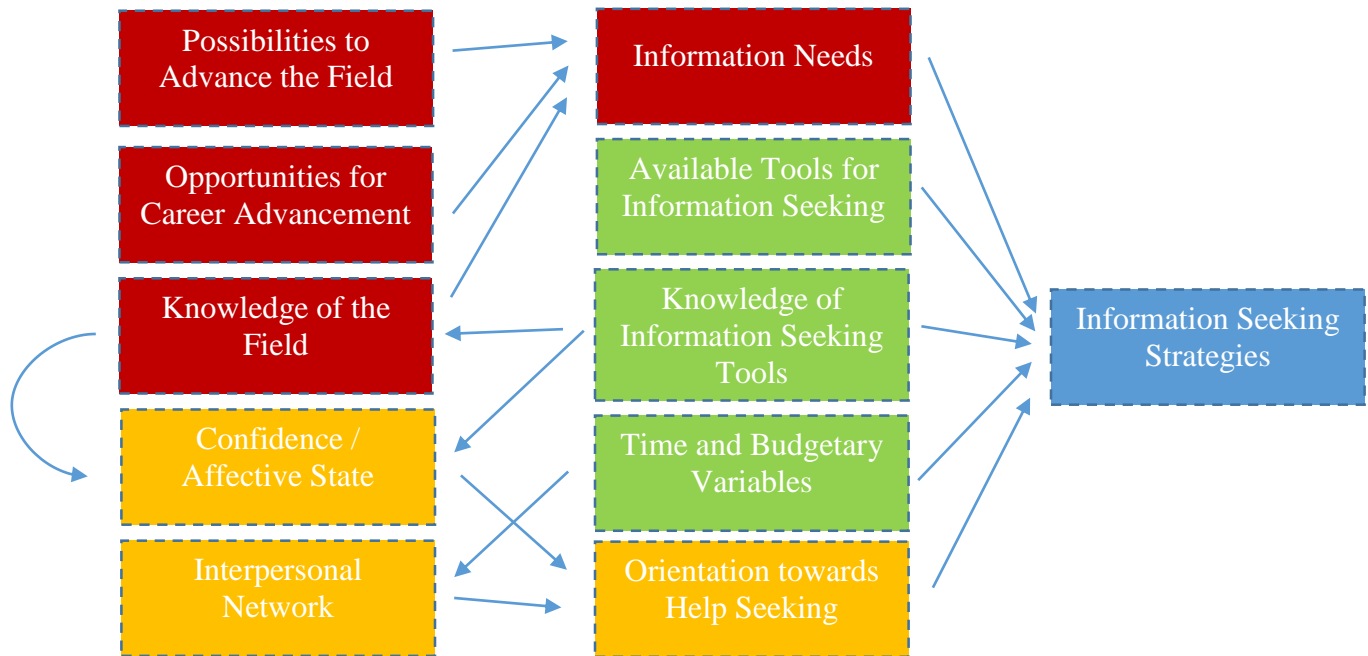 Possibilities to
Advance the Field
Opportunities for
Career Advancement
Knowledge of the
Field
Confidence /
Affective State
Interpersonal
Network
Information Needs
Available Tools for
Information Seeking
Knowledge of
Information Seeking
Tools
Time and Budgetary
Variables
Orientation towards
Help Seeking
Information Seeking
Strategies